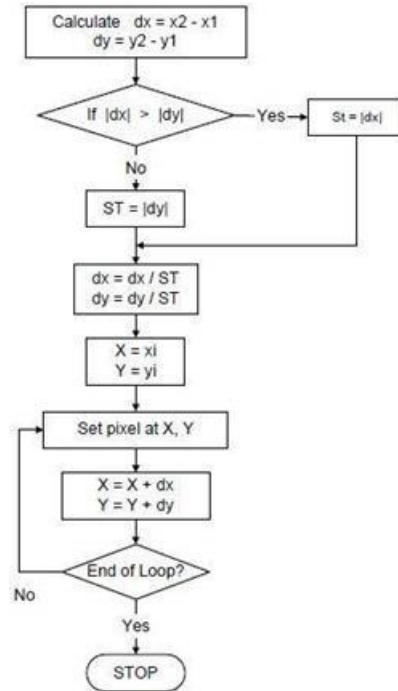 Calculate dx = x2 - x1
dy = y2 - y1
If |dx| > |dy|
Yes
St = |dx|
No
ST = |dy|
dx = dx / ST
dy = dy / ST
X = xi
Y = yi
Set pixel at X, Y
X = X + dx
Y = Y + dy
End of Loop?
No
Yes
STOP